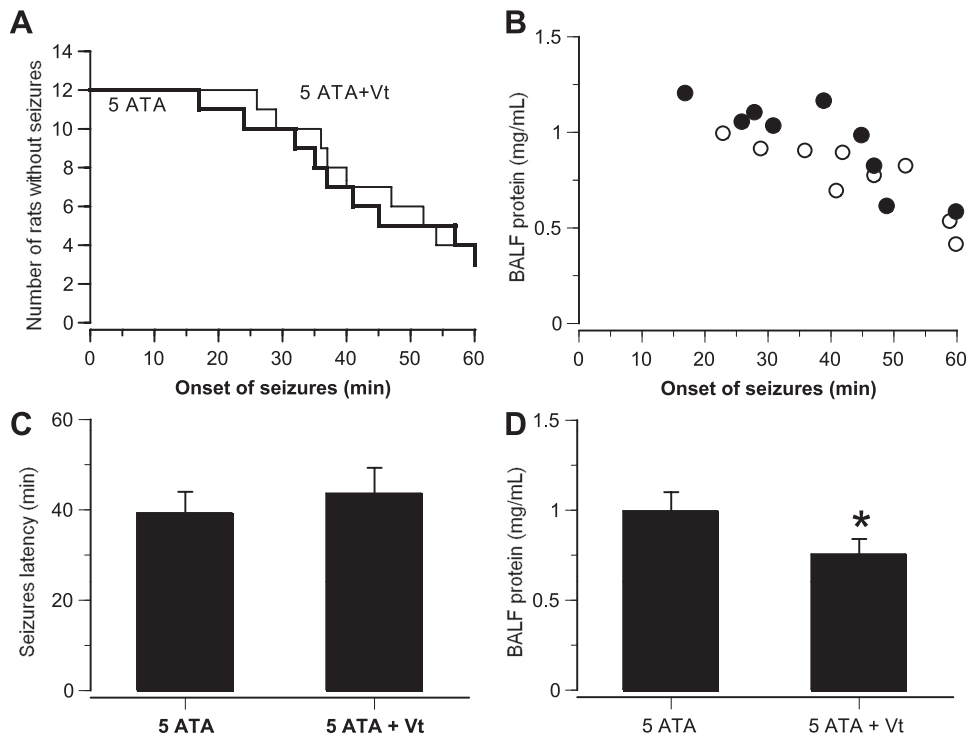 A
Number of rats without seizures
14
12
10
8
6
4
2
0
5 ATA
5 ATA+Vt
0 10 20 30 40 50 60
Onset of seizures (min)
B
BALF protein (mg/mL)
1.5
1
0.5
0
0 10 20 30 40 50 60
Onset of seizures (min)
C
Seizures latency (min)
60
40
20
0
5 ATA 5 ATA + Vt
D
BALF protein (mg/mL)
1.5
1
0.5
0
*
5 ATA 5 ATA + Vt